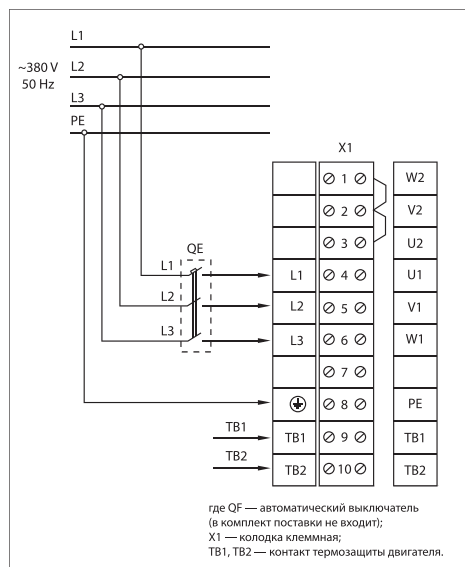 L1
~380 V
50 Hz
L2
L3
PE
X1
1 W2
2 V2
3 U2
QE
L1
L1 4 U1
L2
L2 5 V1
L3
L3 6 W1
7
8 PE
TB1
TB1 9 TB1
TB2
TB2 10 TB2
где QF — автоматический выключатель
(в комплект поставки не входит);
X1 — колодка клеммная;
TB1, TB2 — контакт термозащиты двигателя.